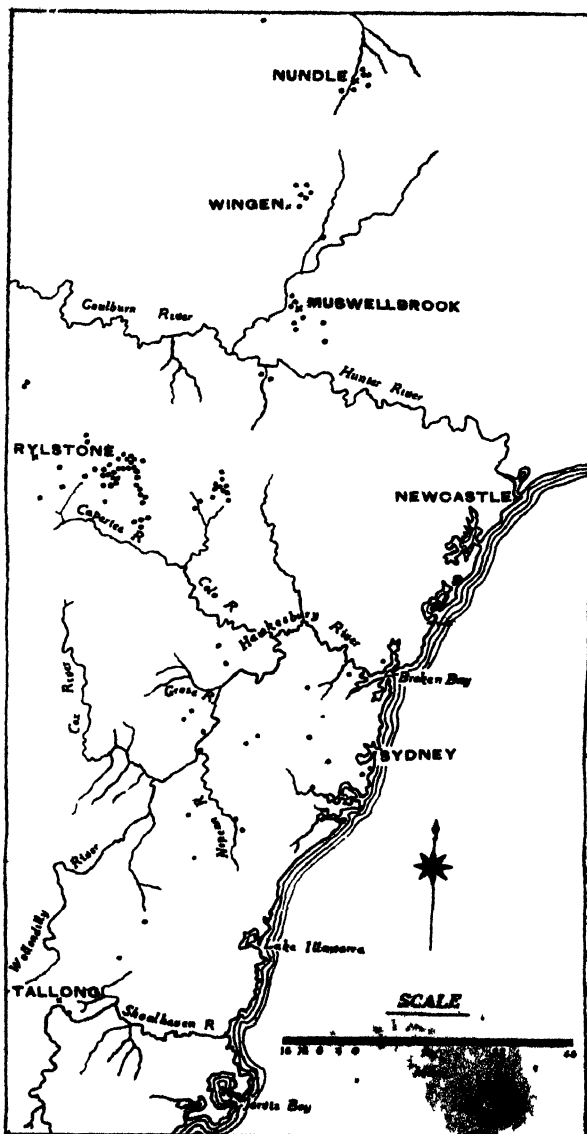 NUNDLE
WINGEN
MUSWELLBROOK
Goulburn River
Hunter River
RYLSTONE
NEWCASTLE
Capertee R
Colo R
Hawkesbury River
Cox River
Grose R
Broken Bay
SYDNEY
Nepean R
Wollondilly River
Lake Illawarra
TALLONG
Shoalhaven R
SCALE
Bay